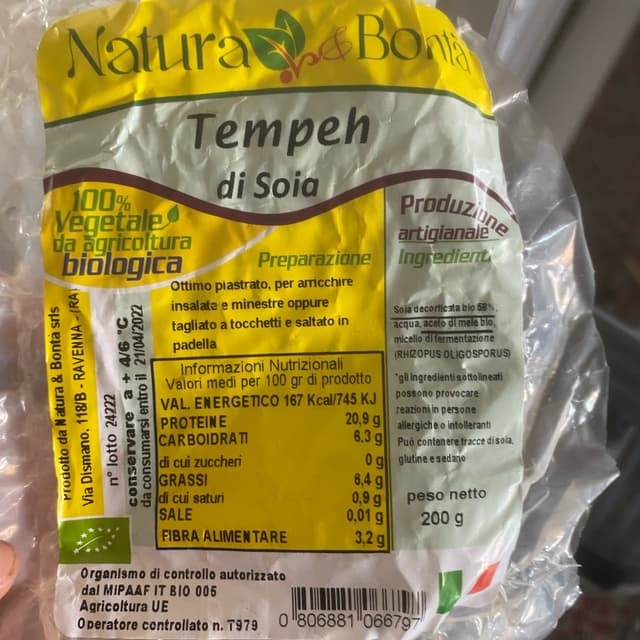 Natura & Bontà
Tempeh
di Soia
100%
Vegetale
da agricoltura
biologica
Produzione
artigianale
Preparazione
Ottimo piastrato, per arricchire
insalate e minestre oppure
tagliato a tocchetti e saltato in
padella
Ingredienti
Soia decorticata bio 58%,
acqua, aceto di mele bio,
micelio di fermentazione
(RHIZOPUS OLIGOSPORUS)
*gli ingredienti sottolineati
possono provocare
reazioni in persone
allergiche o intolleranti
Può contenere tracce di soia,
glutine e sedano
peso netto
200 g
Prodotto da Natura & Bontà srls
Via Dismano, 118/B - RAVENNA - (RA)
n° lotto 24222
conservare a + 4/6 °C
da consumarsi entro il 21/04/2022
Informazioni Nutrizionali
Valori medi per 100 gr di prodotto
VAL. ENERGETICO 167 Kcal/745 KJ
PROTEINE 20,9 g
CARBOIDRATI 6,3 g
di cui zuccheri 0 g
GRASSI 6,4 g
di cui saturi 0,9 g
SALE 0,01 g
FIBRA ALIMENTARE 3,2 g
Organismo di controllo autorizzato
dal MIPAAF IT BIO 005
Agricoltura UE
Operatore controllato n. T979
0 806881 066797